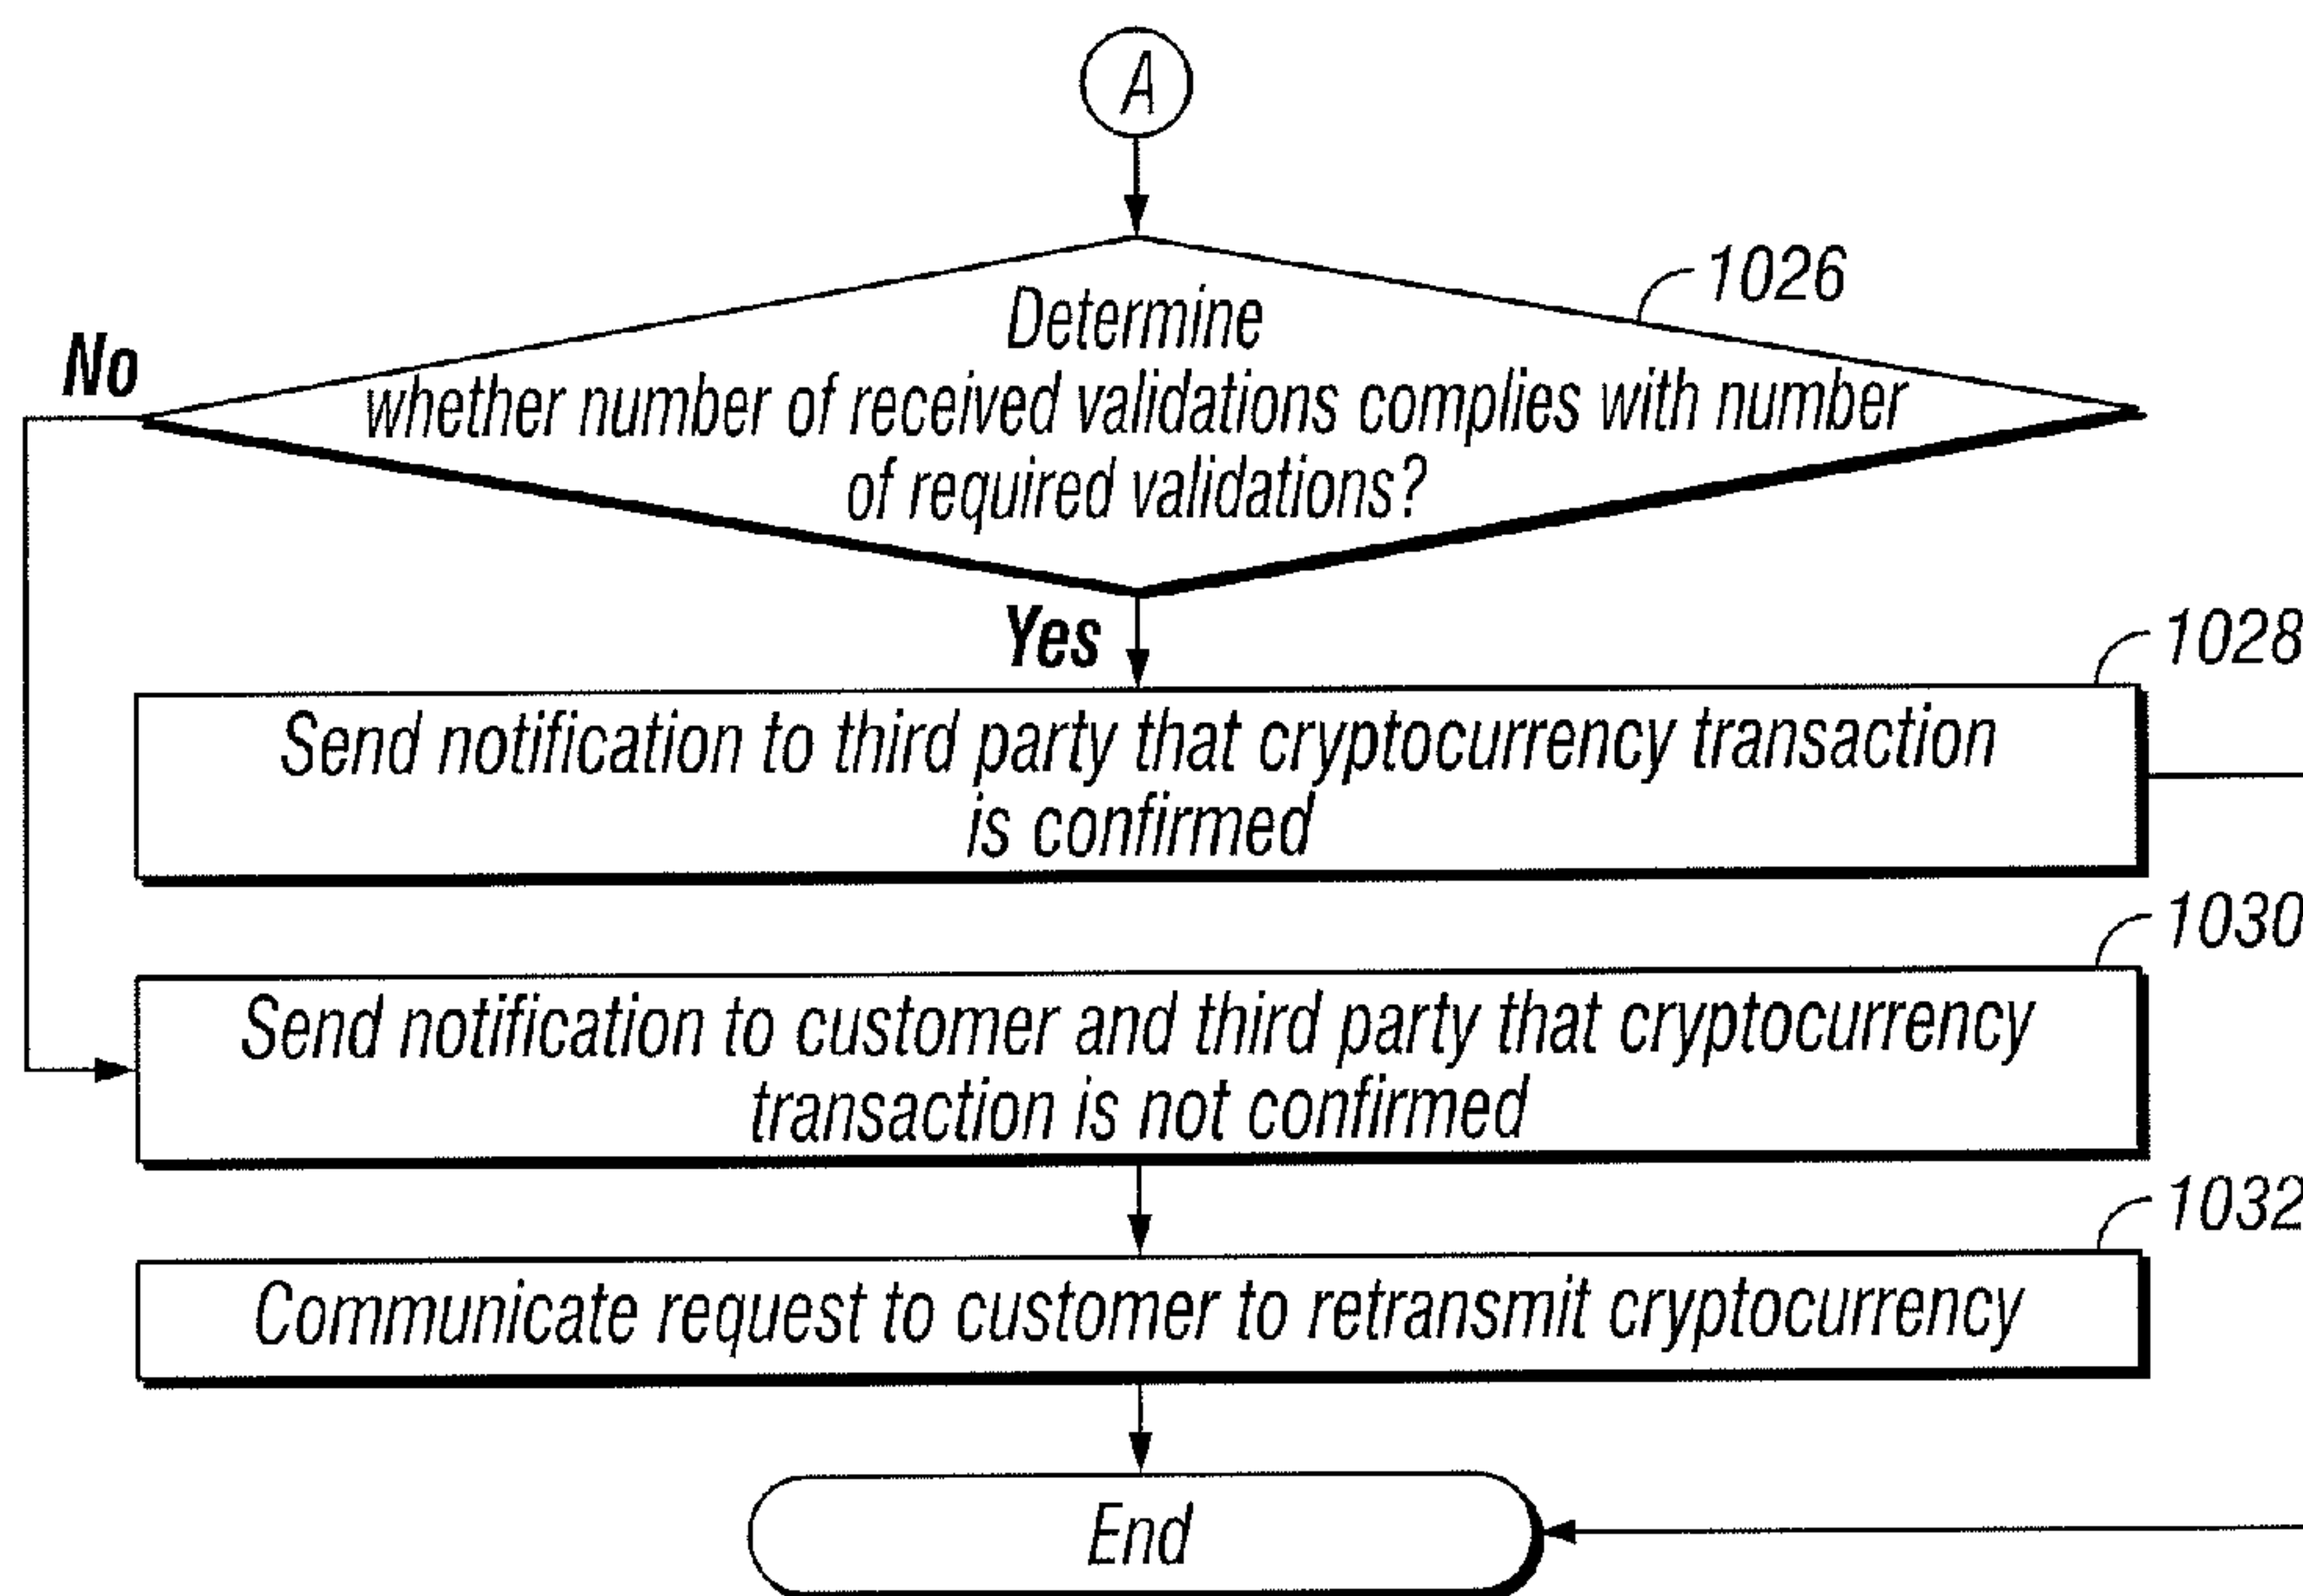 A
1026
Determine
whether number of received validations complies with number
of required validations?
No
Yes
1028
Send notification to third party that cryptocurrency transaction
is confirmed
1030
Send notification to customer and third party that cryptocurrency
transaction is not confirmed
1032
Communicate request to customer to retransmit cryptocurrency
End